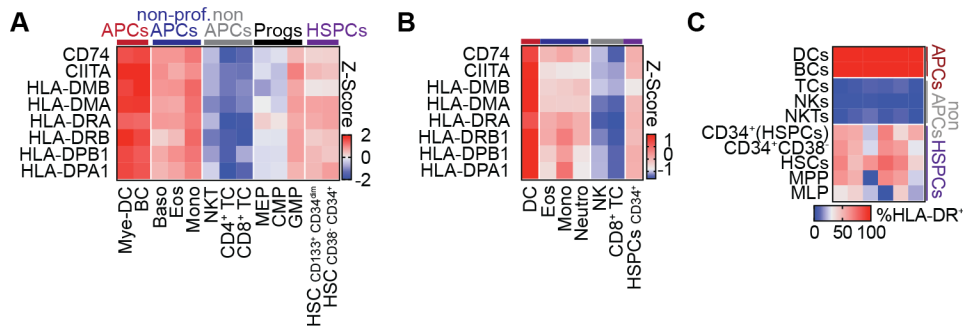 A
non-prof. non
APCs APCs APCs Progs HSPCs
CD74
CIITA
HLA-DMB
HLA-DMA
HLA-DRA
HLA-DRB
HLA-DPB1
HLA-DPA1
Z-Score
2
0
-2
Mye-DC
BC
Baso
Eos
Mono
NKT
CD4⁺ TC
CD8⁺ TC
MEP
CMP
GMP
HSC CD133⁺ CD34ᵈⁱᵐ
HSC CD38⁻ CD34⁺
B
CD74
CIITA
HLA-DMB
HLA-DMA
HLA-DRA
HLA-DRB1
HLA-DPB1
HLA-DPA1
Z-Score
1
0
-1
DC
Eos
Mono
Neutro
NK
CD8⁺ TC
HSPCs CD34⁺
C
DCs
BCs
TCs
NKs
NKTs
CD34⁺(HSPCs)
CD34⁺CD38⁻
HSCs
MPP
MLP
APCs
non
APCs
HSPCs
%HLA-DR⁺
0 50 100